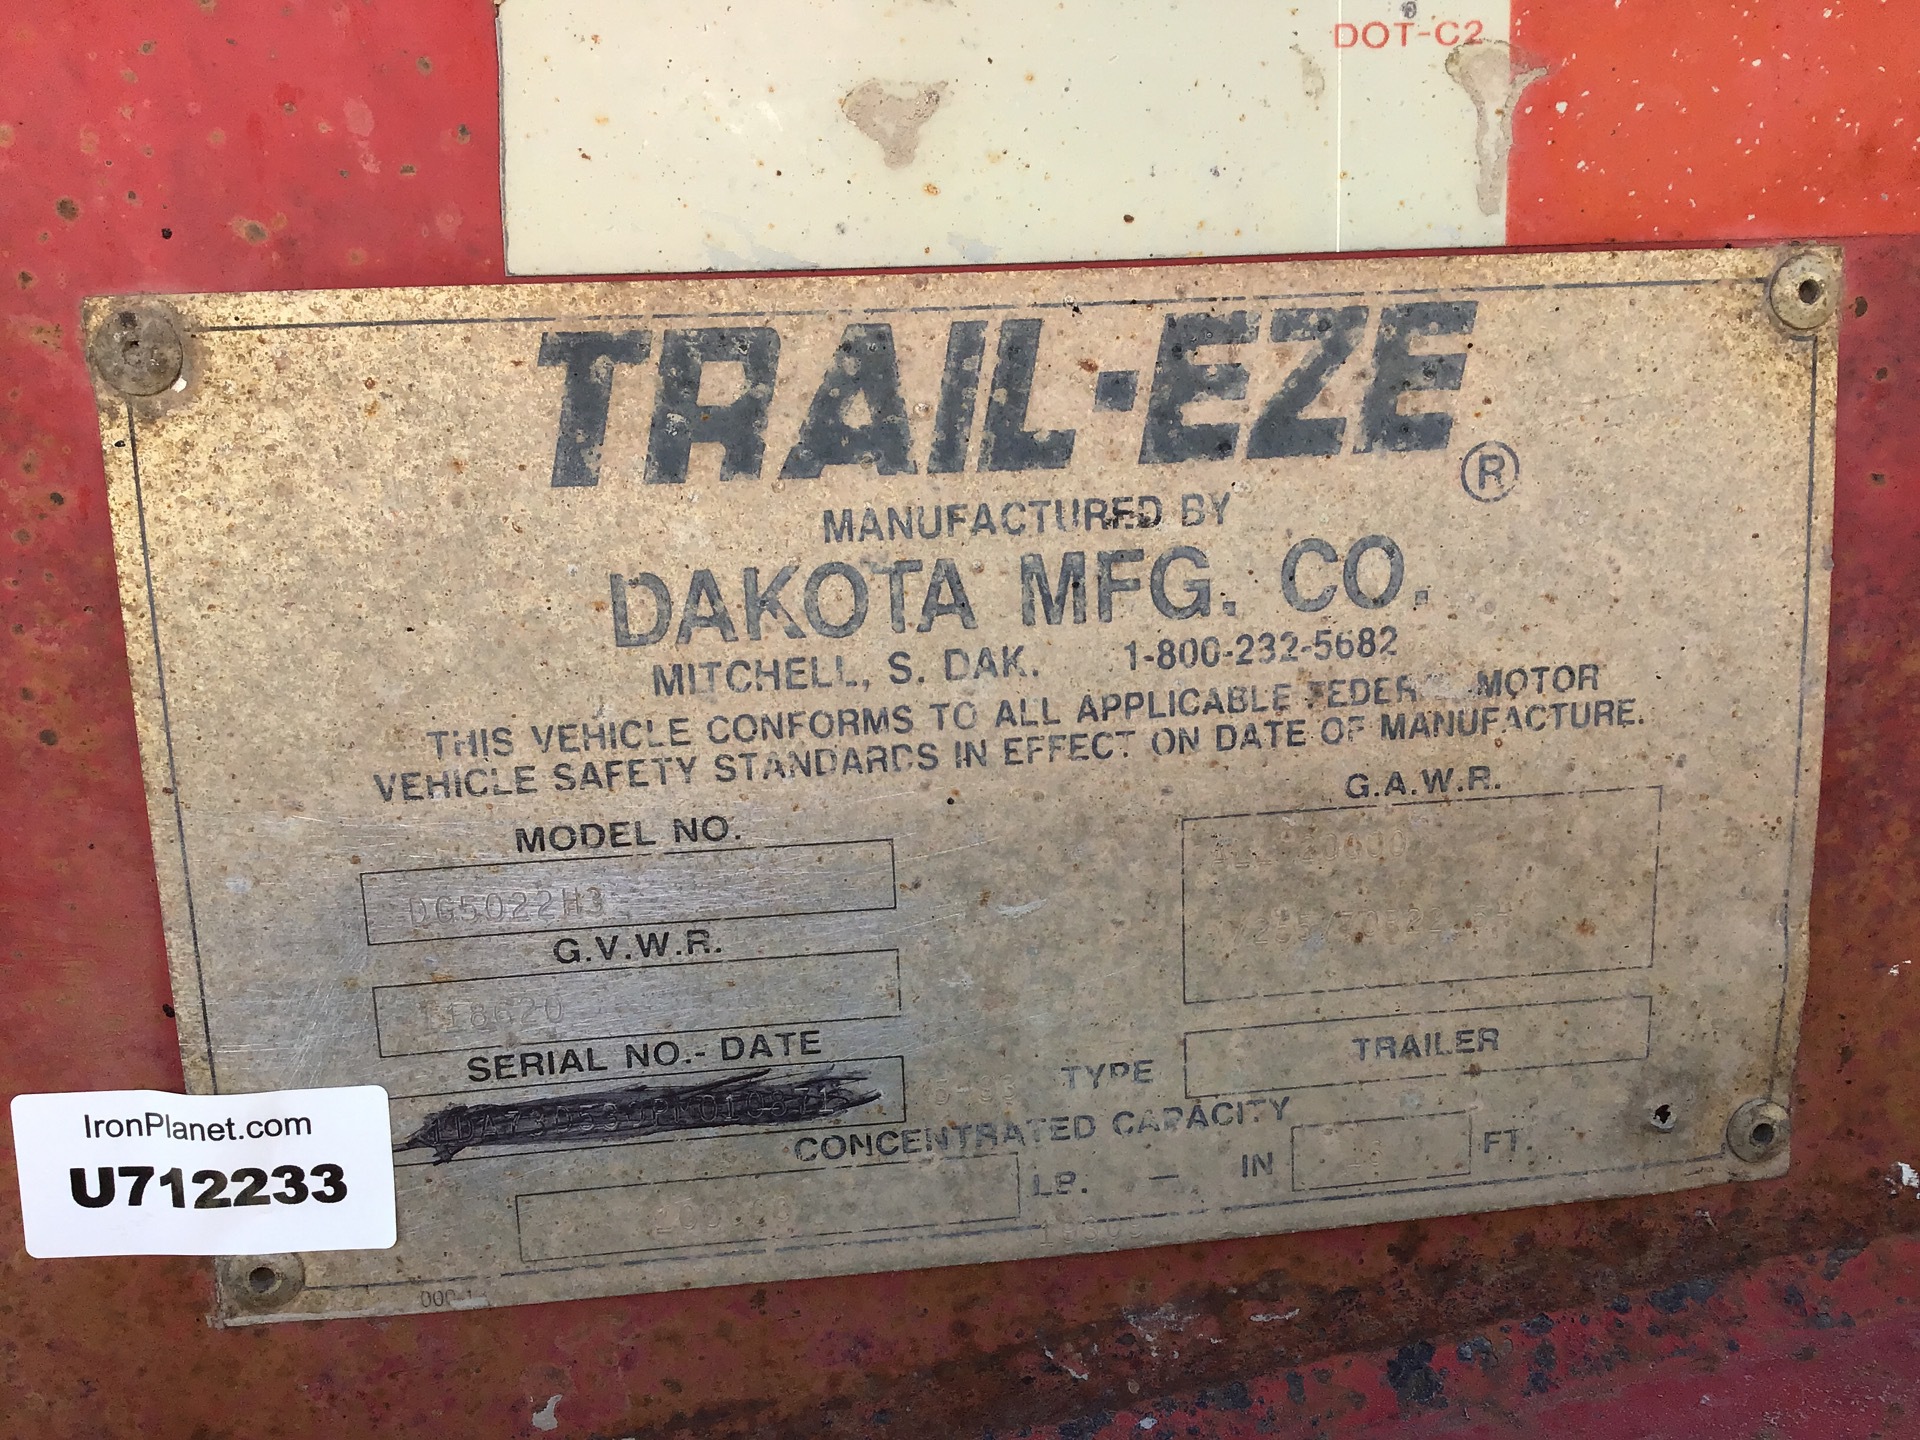 DOT-C2
TRAIL-EZE ®
MANUFACTURED BY
DAKOTA MFG. CO.
MITCHELL, S. DAK. 1-800-232-5682
THIS VEHICLE CONFORMS TO ALL APPLICABLE FEDERAL MOTOR
VEHICLE SAFETY STANDARDS IN EFFECT ON DATE OF MANUFACTURE.
MODEL NO.
DG5022H3
G.V.W.R.
118620
G.A.W.R.
SERIAL NO.- DATE
TYPE TRAILER
CONCENTRATED CAPACITY
LB. — IN FT.
IronPlanet.com
U712233